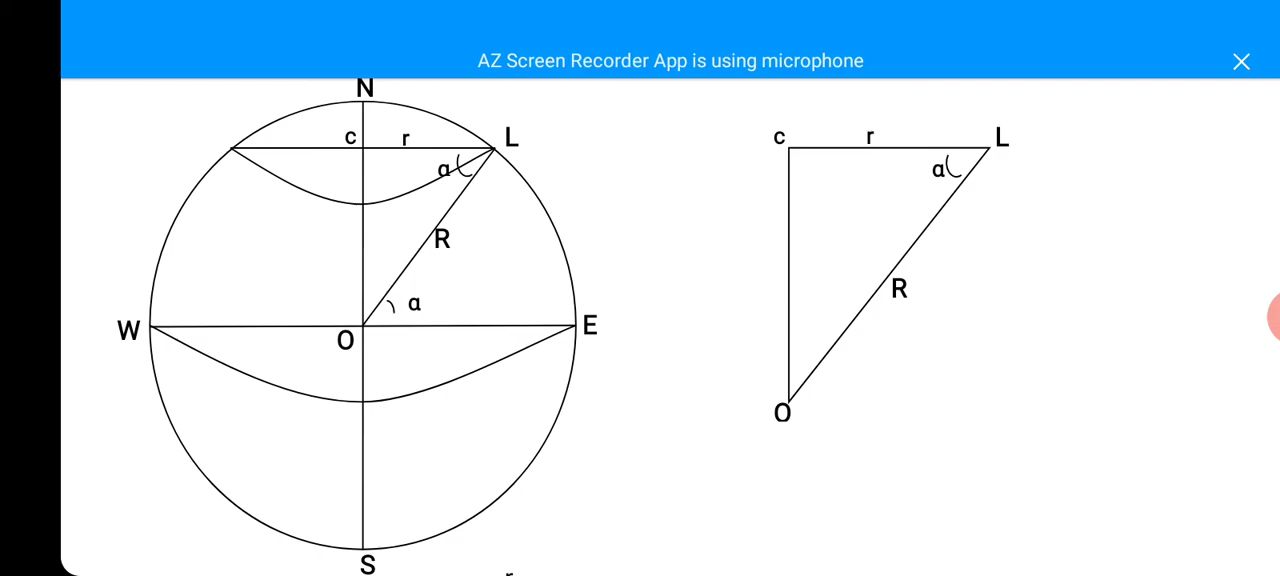 AZ Screen Recorder App is using microphone
N
c r L
α
R
α
W O E
S
r
c r L
α
R
O